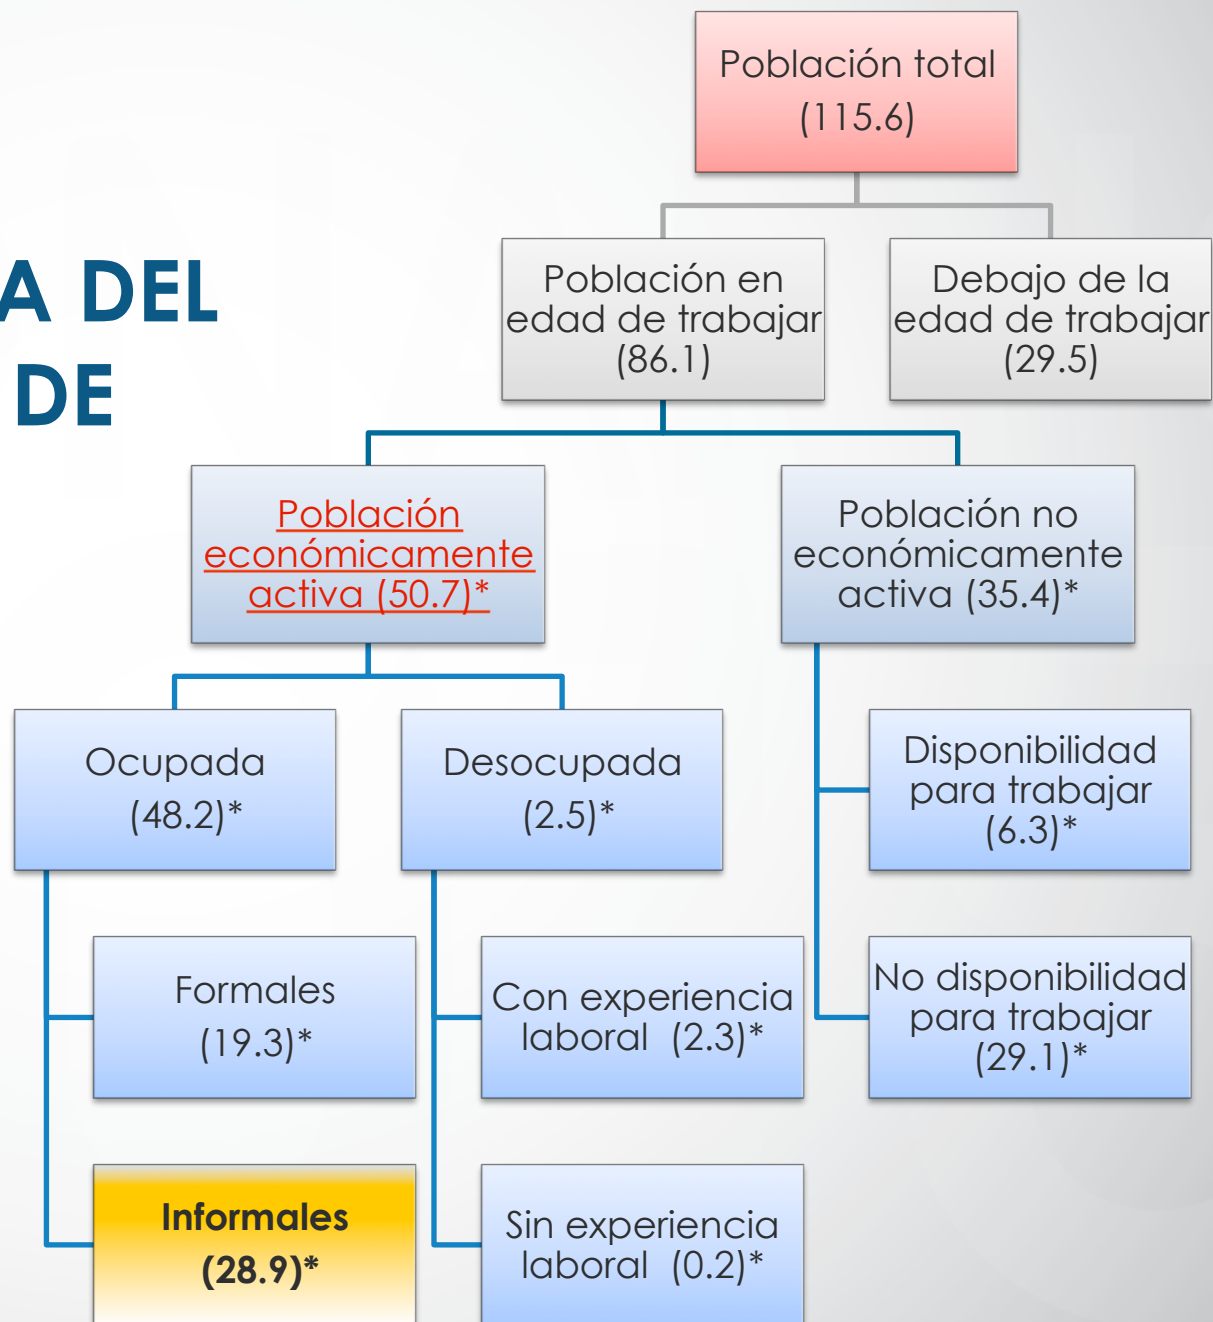 Población total
(115.6)
A DEL
DE
Población en
edad de trabajar
(86.1)
Debajo de la
edad de trabajar
(29.5)
Población
económicamente
activa (50.7)*
Población no
económicamente
activa (35.4)*
Ocupada
(48.2)*
Desocupada
(2.5)*
Disponibilidad
para trabajar
(6.3)*
Formales
(19.3)*
Con experiencia
laboral (2.3)*
No disponibilidad
para trabajar
(29.1)*
Informales
(28.9)*
Sin experiencia
laboral (0.2)*